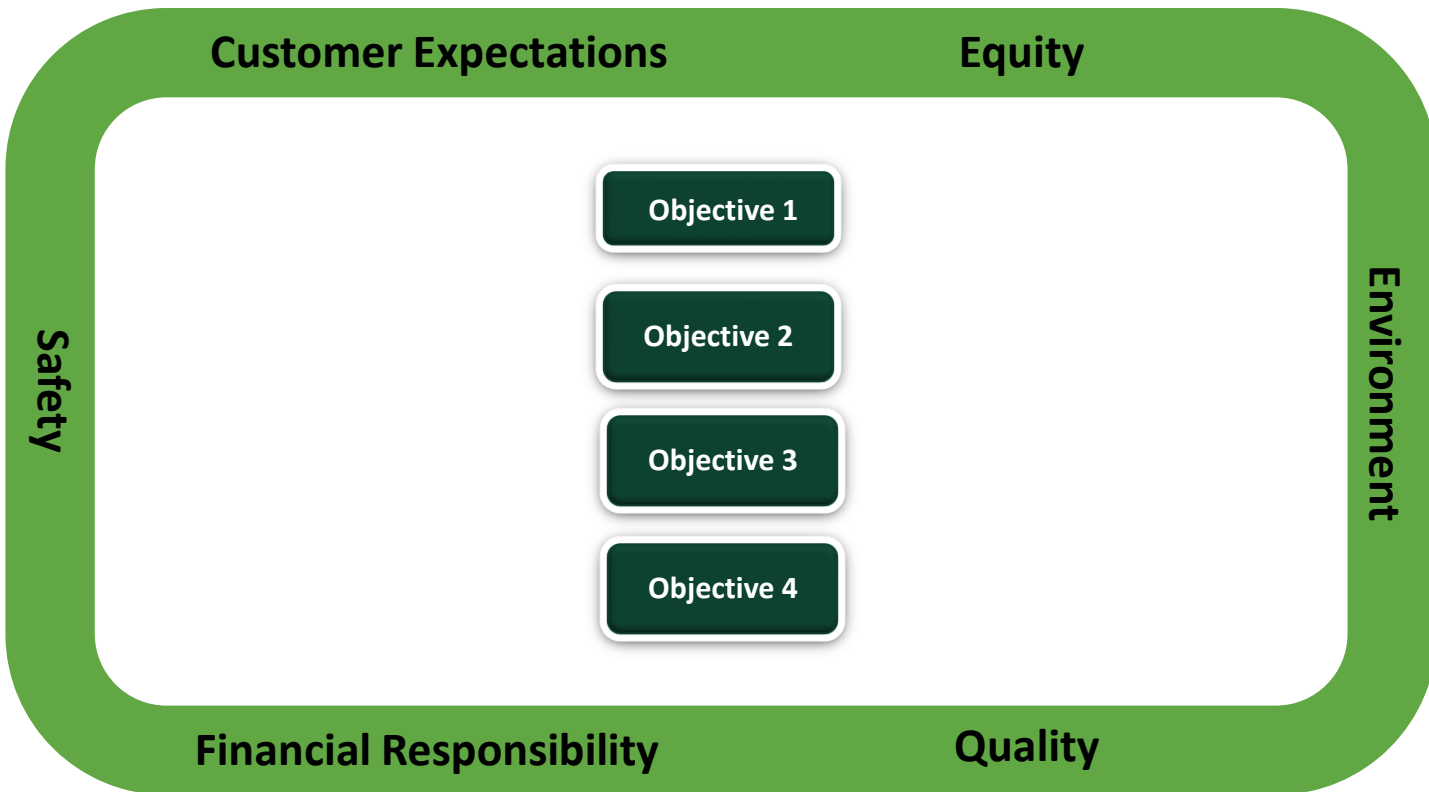 Customer Expectations
Equity
Objective 1
Objective 2
Objective 3
Objective 4
Safety
Environment
Financial Responsibility
Quality